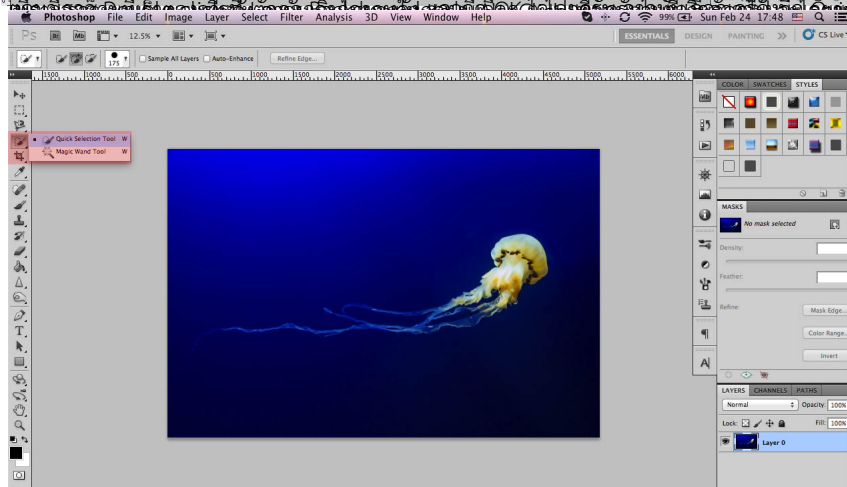 Photoshop File Edit Image Layer Select Filter Analysis 3D View Window Help 99% Sun Feb 24 17:48
Ps Br Mb 12.5% ESSENTIALS DESIGN PAINTING >> CS Live
175 Sample All Layers Auto-Enhance Refine Edge...
1500 1000 500 0 500 1000 1500 2000 2500 3000 3500 4000 4500 5000 5500 6000
COLOR SWATCHES STYLES
Mb
Quick Selection Tool W
Magic Wand Tool W
MASKS
No mask selected
Density:
Feather:
Refine: Mask Edge...
Color Range...
Invert
LAYERS CHANNELS PATHS
Normal Opacity: 100%
Lock: Fill: 100%
Layer 0